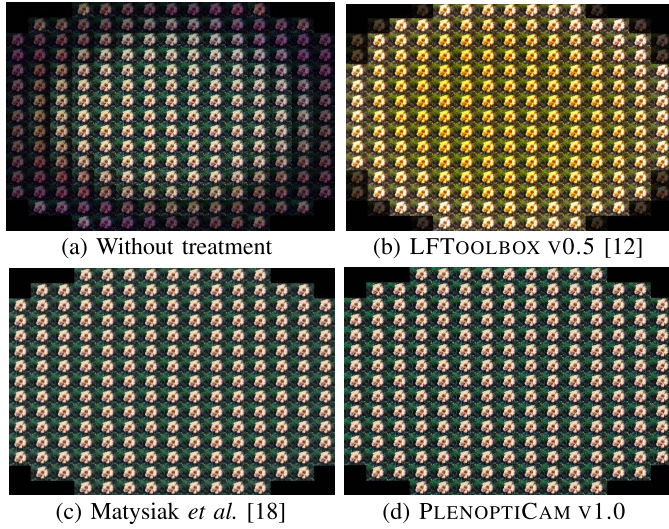 (a) Without treatment
(b) LFTOOLBOX V0.5 [12]
(c) Matysiak et al. [18]
(d) PLENOPTICAM V1.0